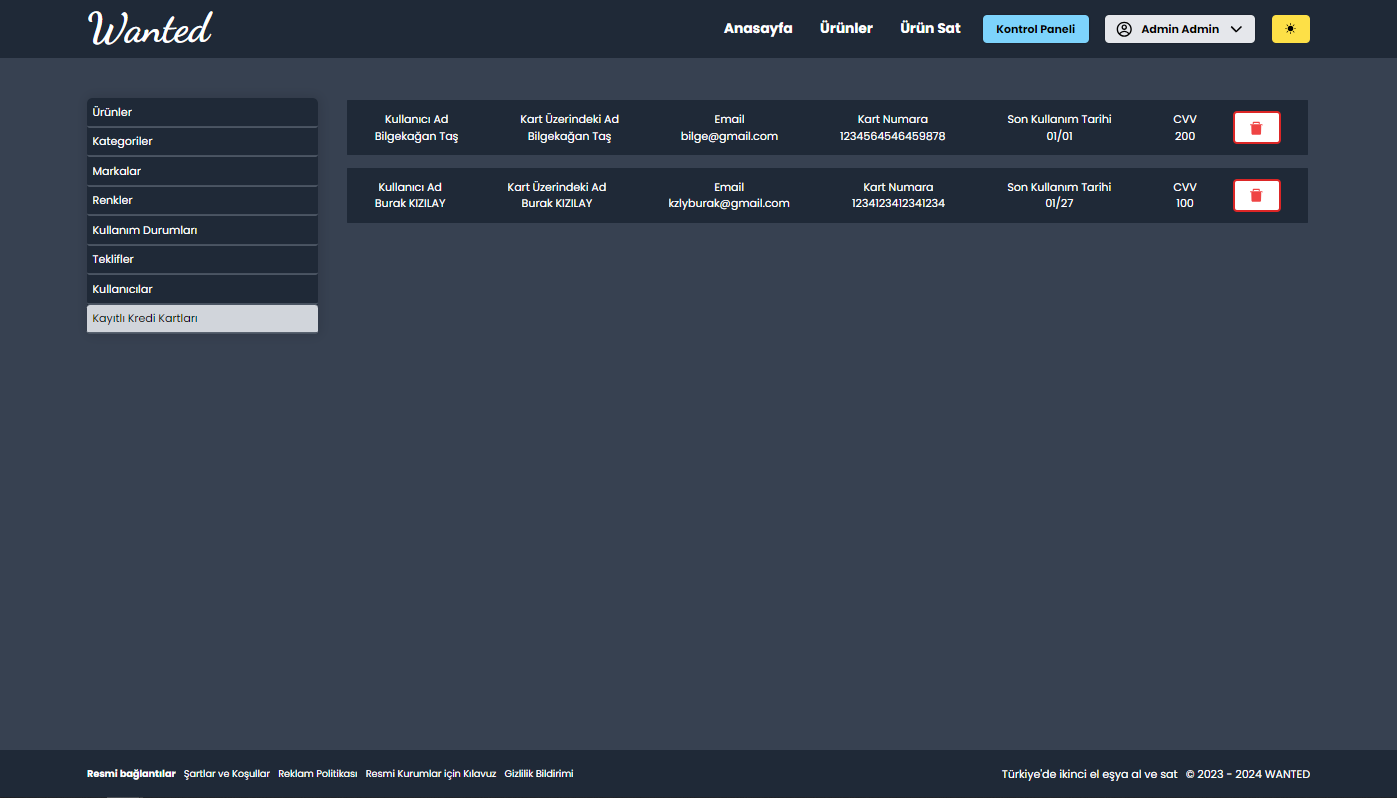 Wanted
Anasayfa Ürünler Ürün Sat Kontrol Paneli Admin Admin
Ürünler
Kategoriler
Markalar
Renkler
Kullanım Durumları
Teklifler
Kullanıcılar
Kayıtlı Kredi Kartları
Kullanıcı Ad Kart Üzerindeki Ad Email Kart Numara Son Kullanım Tarihi CVV
Bilgekağan Taş Bilgekağan Taş bilge@gmail.com 1234564546459878 01/01 200
Kullanıcı Ad Kart Üzerindeki Ad Email Kart Numara Son Kullanım Tarihi CVV
Burak KIZILAY Burak KIZILAY kzlyburak@gmail.com 1234123412341234 01/27 100
Resmî bağlantılar Şartlar ve Koşullar Reklam Politikası Resmi Kurumlar için Kılavuz Gizlilik Bildirimi
Türkiye'de ikinci el eşya al ve sat © 2023 - 2024 WANTED